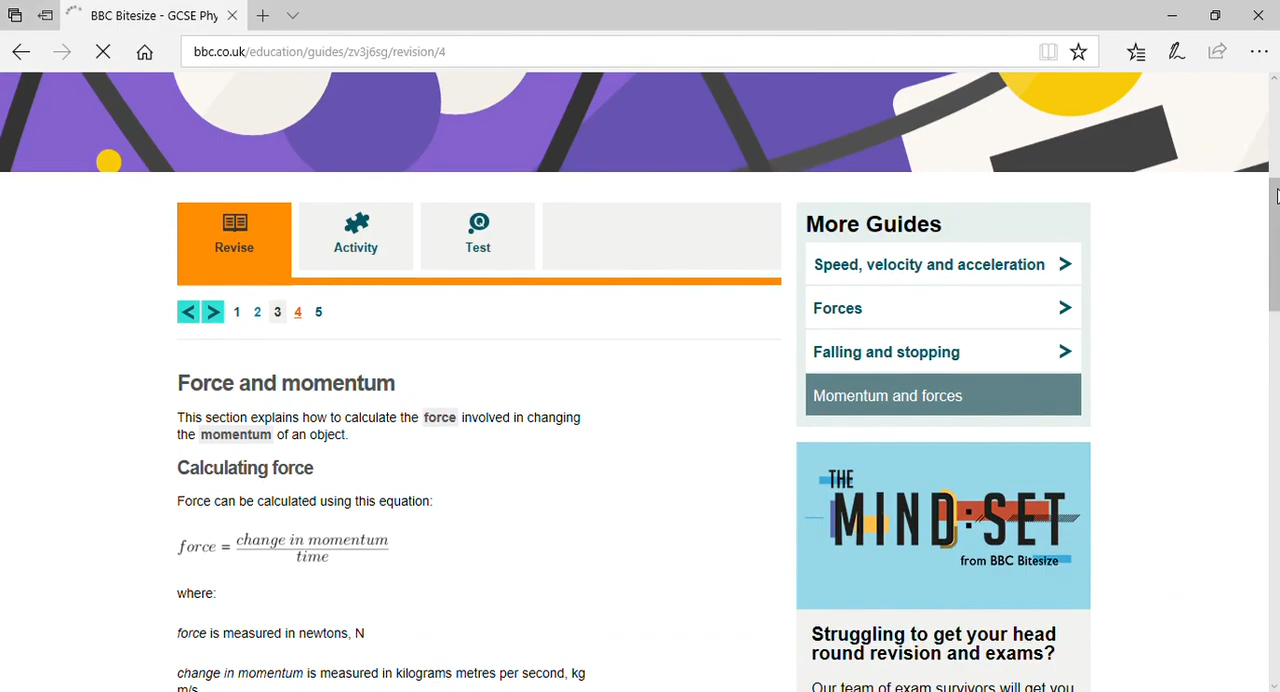 BBC Bitesize - GCSE Phy
bbc.co.uk/education/guides/zv3j6sg/revision/4
Revise
Activity
Test
< > 1 2 3 4 5
Force and momentum
This section explains how to calculate the force involved in changing
the momentum of an object.
Calculating force
Force can be calculated using this equation:
force = change in momentum
time
where:
force is measured in newtons, N
change in momentum is measured in kilograms metres per second, kg
m/s
More Guides
Speed, velocity and acceleration
Forces
Falling and stopping
Momentum and forces
THE
MIND:SET
from BBC Bitesize
Struggling to get your head
round revision and exams?
Our team of exam survivors will get you